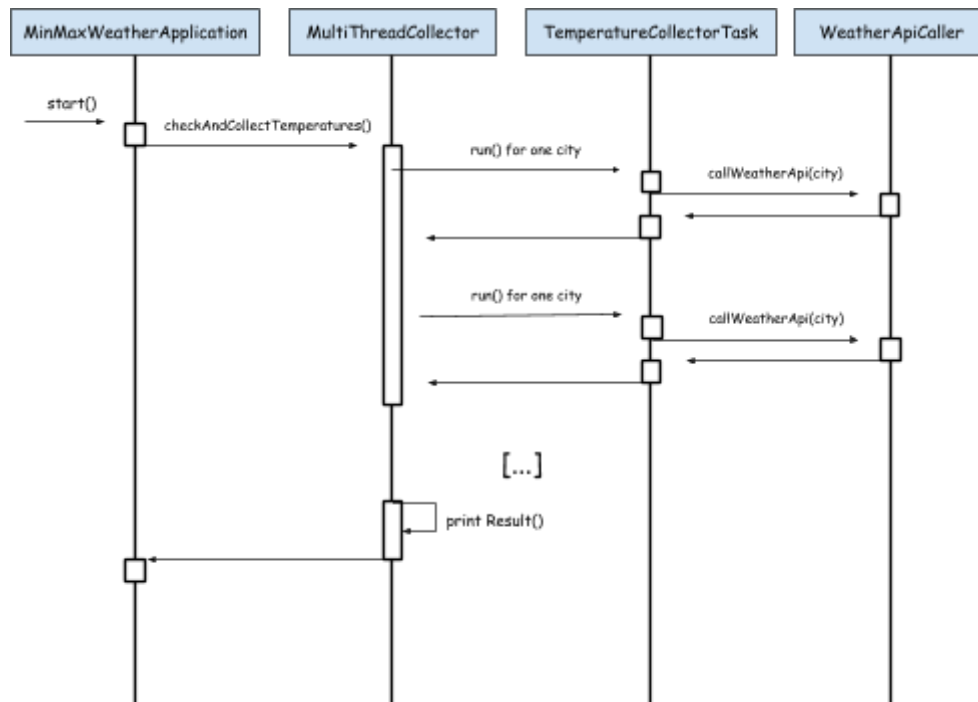 MinMaxWeatherApplication
MultiThreadCollector
TemperatureCollectorTask
WeatherApiCaller
start()
checkAndCollectTemperatures()
run() for one city
callWeatherApi(city)
run() for one city
callWeatherApi(city)
[...]
print Result()